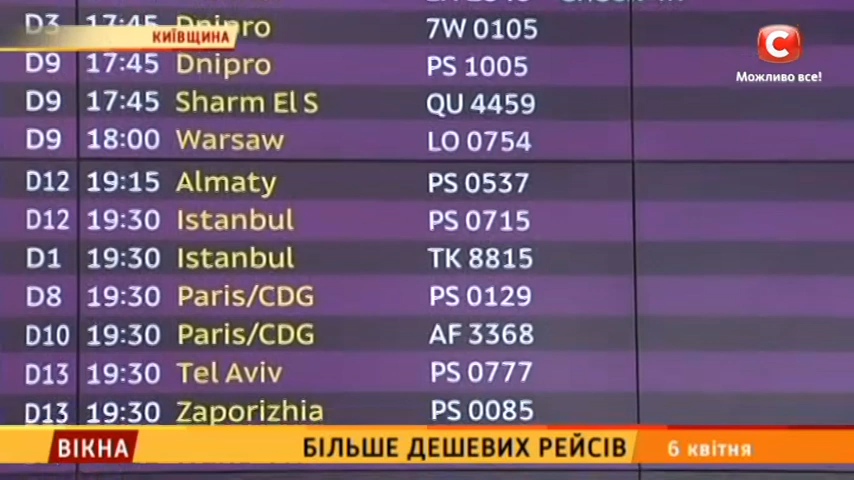 КИЇВЩИНА
Можливо все!
D3 17:45 Dnipro 7W 0105
D9 17:45 Dnipro PS 1005
D9 17:45 Sharm El S QU 4459
D9 18:00 Warsaw LO 0754
D12 19:15 Almaty PS 0537
D12 19:30 Istanbul PS 0715
D1 19:30 Istanbul TK 8815
D8 19:30 Paris/CDG PS 0129
D10 19:30 Paris/CDG AF 3368
D13 19:30 Tel Aviv PS 0777
D13 19:30 Zaporizhia PS 0085
ВІКНА БІЛЬШЕ ДЕШЕВИХ РЕЙСІВ 6 квітня